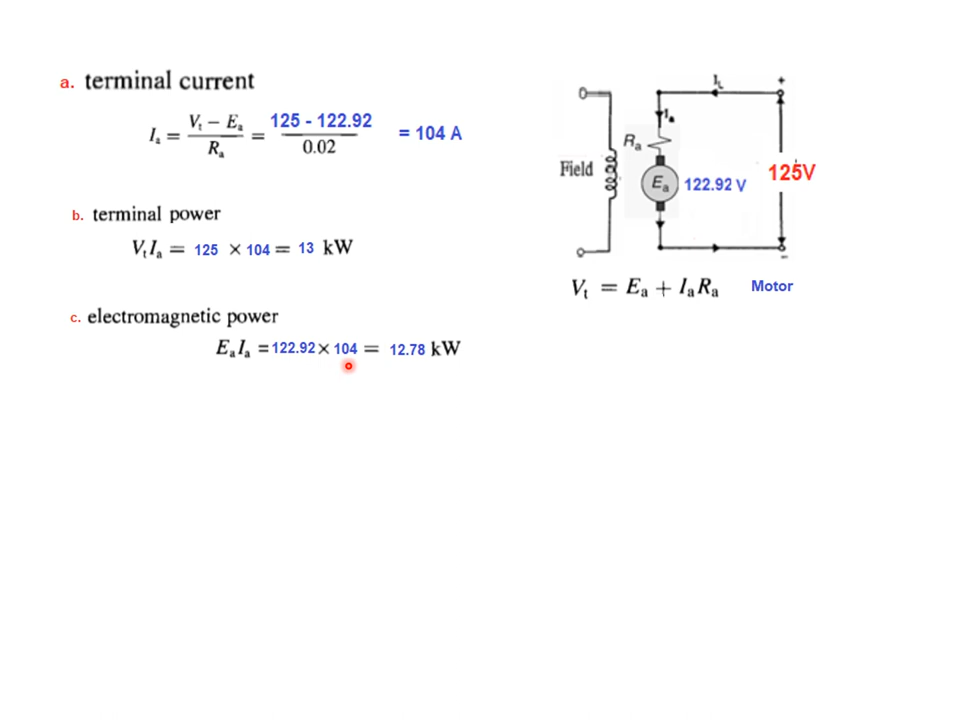 a. terminal current
Iₐ = (Vₜ − Eₐ) / Rₐ = (125 - 122.92) / 0.02 = 104 A
b. terminal power
VₜIₐ = 125 × 104 = 13 kW
c. electromagnetic power
EₐIₐ = 122.92 × 104 = 12.78 kW
I_L
+
Iₐ
Rₐ
Field
Eₐ
122.92 V
125V
-
Vₜ = Eₐ + IₐRₐ Motor